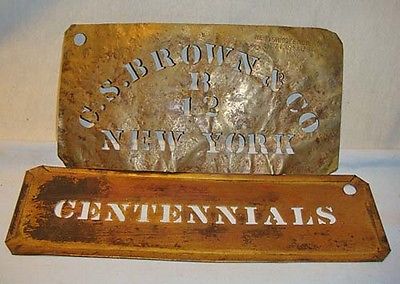 C.S.BROWN & CO
B
12
NEW YORK
CENTENNIALS